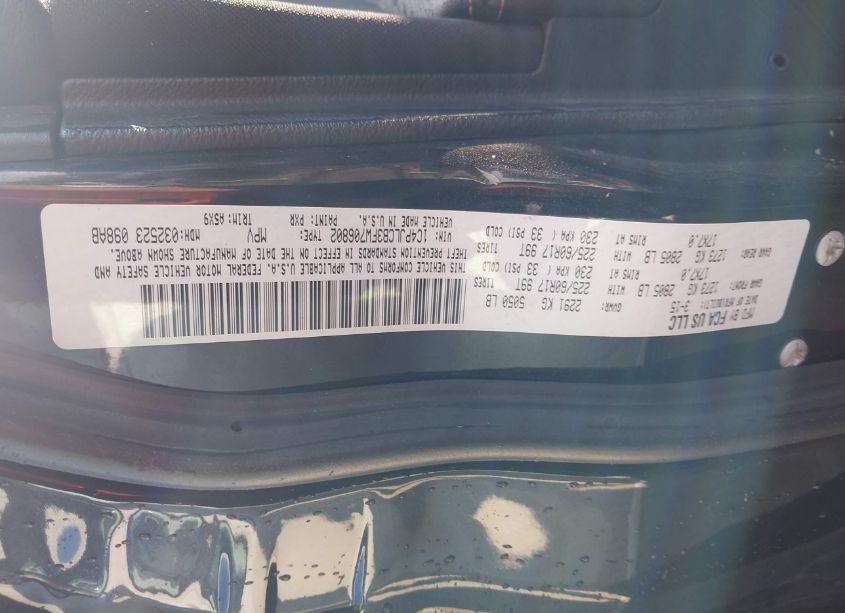 MFD BY FCA US LLC
DATE OF MFR(BUILT): 3-15
GVWR:
2291 KG 5050 LB
GAWR FRONT: 1273 KG 2805 LB WITH 225/60R17 99T TIRES
17X7.0 RIMS AT 230 KPA ( 33 PSI) COLD
GAWR REAR: 1273 KG 2805 LB WITH 225/60R17 99T TIRES
17X7.0 RIMS AT 230 KPA ( 33 PSI) COLD
THIS VEHICLE CONFORMS TO ALL APPLICABLE U.S.A. FEDERAL MOTOR VEHICLE SAFETY AND
THEFT PREVENTION STANDARDS IN EFFECT ON THE DATE OF MANUFACTURE SHOWN ABOVE.
VIN: 1C4PJLCB3FW706802 TYPE: MPV MDH:032523 098AB
VEHICLE MADE IN U.S.A. PAINT: PXR TRIM:A5X9